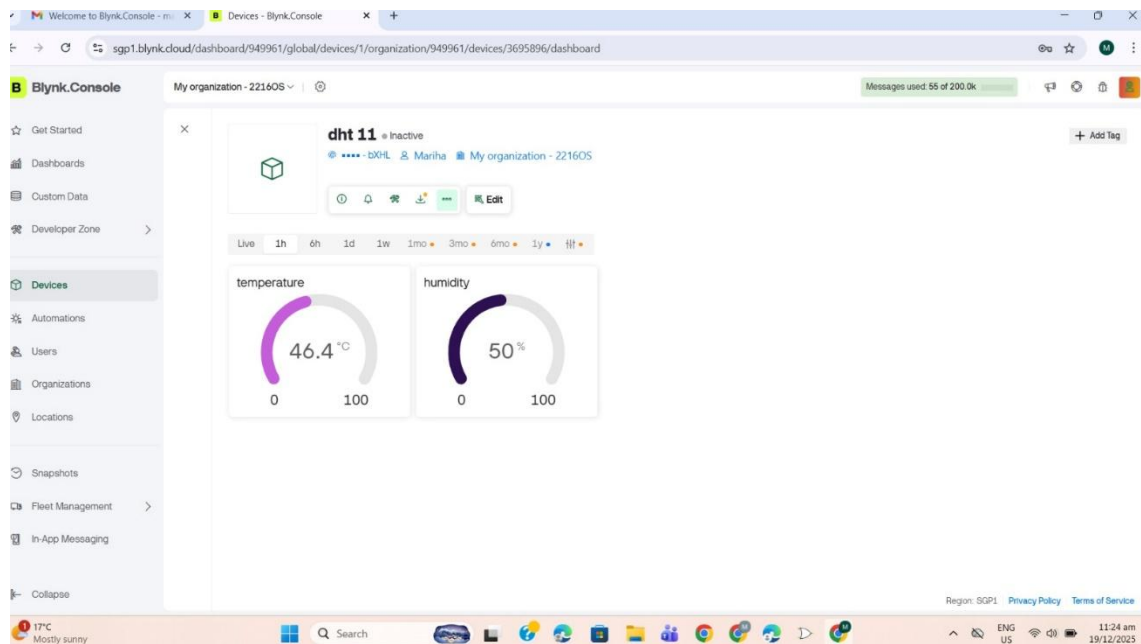 Welcome to Blynk.Console - m
Devices - Blynk.Console
sgp1.blynk.cloud/dashboard/949961/global/devices/1/organization/949961/devices/3695896/dashboard
M
B Blynk.Console
My organization - 2216OS
Messages used: 55 of 200.0k
Get Started
Dashboards
Custom Data
Developer Zone
Devices
Automations
Users
Organizations
Locations
Snapshots
Fleet Management
In-App Messaging
Collapse
dht 11 Inactive
- bXHL Mariha My organization - 2216OS
Edit
+ Add Tag
Live 1h 6h 1d 1w 1mo 3mo 6mo 1y
temperature
46.4 °C
0 100
humidity
50 %
0 100
Region: SGP1 Privacy Policy Terms of Service
1
17°C
Mostly sunny
Search
ENG
US
11:24 am
19/12/2025